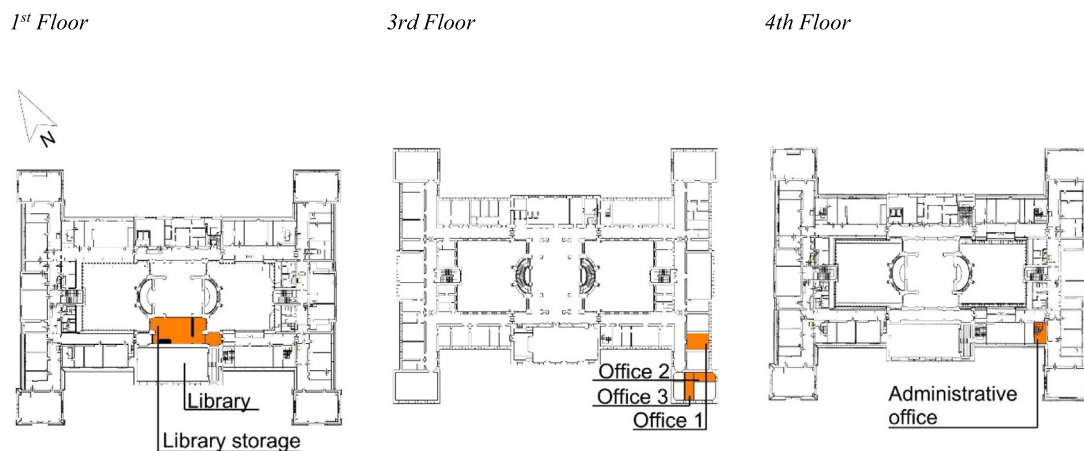 1st Floor
3rd Floor
4th Floor
N
Library
Library storage
Office 2
Office 3
Office 1
Administrative
office